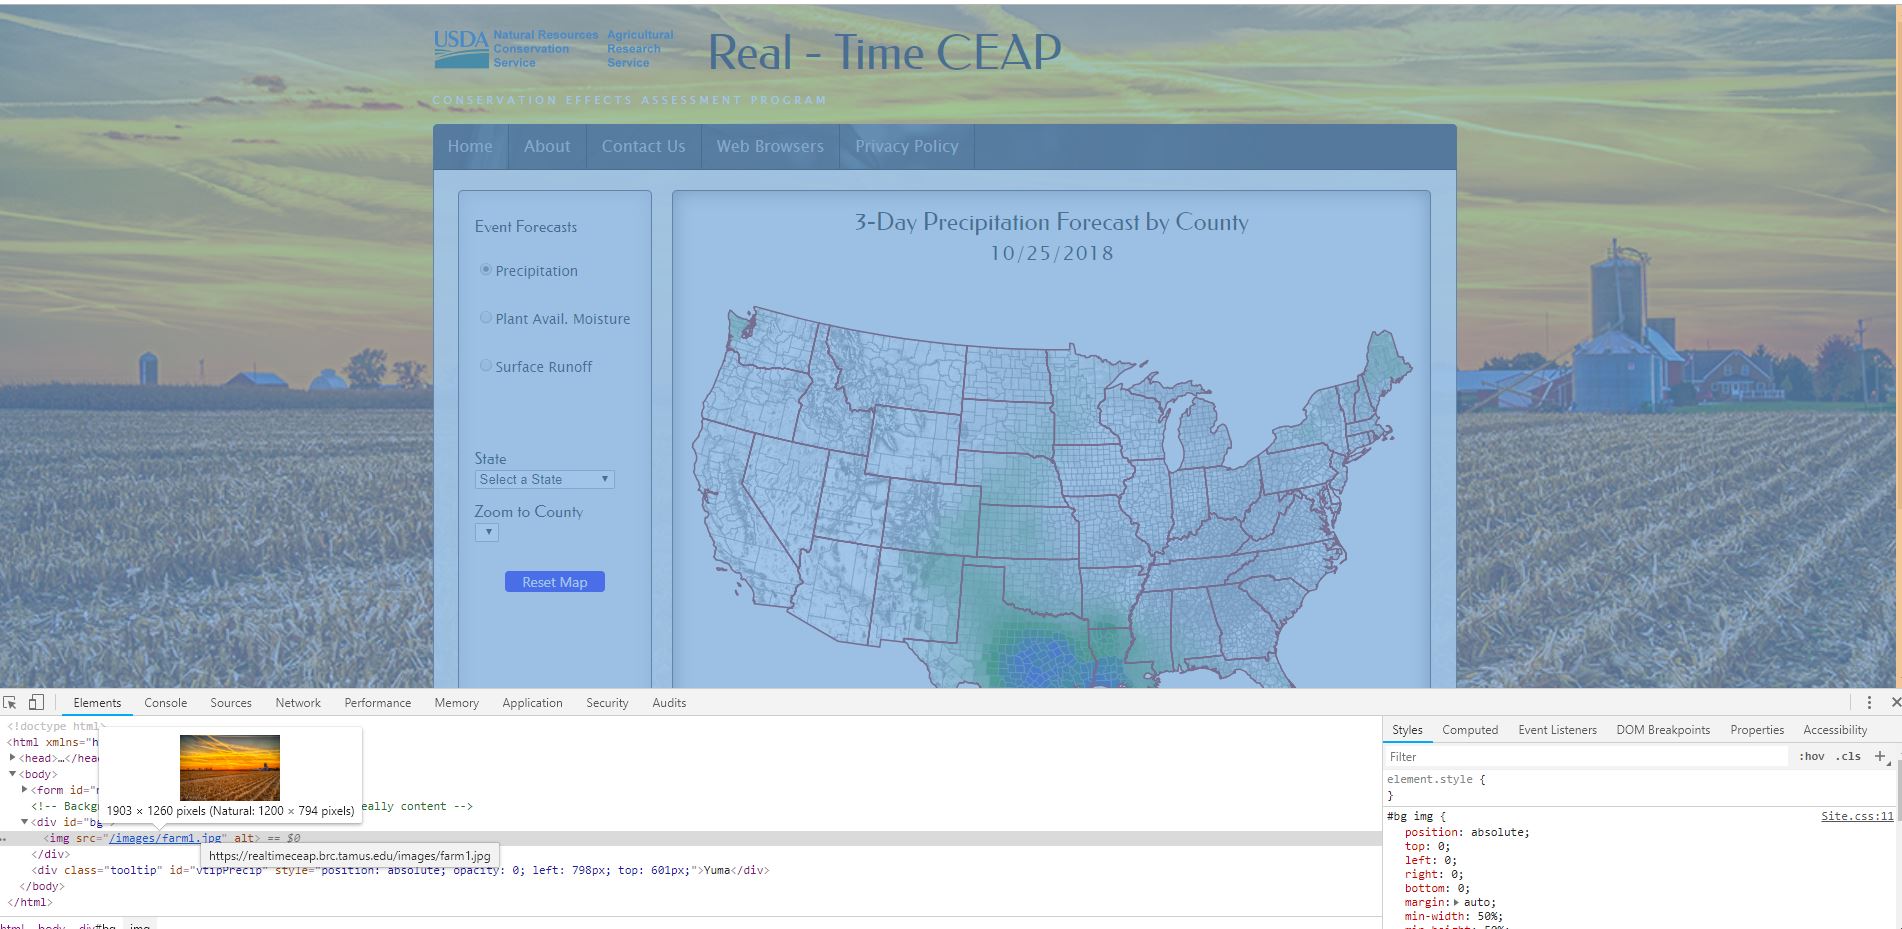 USDA Natural Resources Conservation Service Agricultural Research Service
Real - Time CEAP
CONSERVATION EFFECTS ASSESSMENT PROGRAM
Home About Contact Us Web Browsers Privacy Policy
Event Forecasts
Precipitation
Plant Avail. Moisture
Surface Runoff
State
Select a State
Zoom to County
Reset Map
3-Day Precipitation Forecast by County
10/25/2018
Elements Console Sources Network Performance Memory Application Security Audits
<!doctype html>
<html xmlns="h
<head>…</head
<body>
<form id="
<!-- Backg eally content -->
<div id="bg"
<img src="/images/farm1.jpg" alt> == $0
</div>
<div class="tooltip" id="vtipPrecip" style="position: absolute; opacity: 0; left: 798px; top: 601px;">Yuma</div>
</body>
</html>
html body div#bg img
1903 × 1260 pixels (Natural: 1200 × 794 pixels)
https://realtimeceap.brc.tamus.edu/images/farm1.jpg
Styles Computed Event Listeners DOM Breakpoints Properties Accessibility
Filter :hov .cls +
element.style {
}
#bg img { Site.css:11
position: absolute;
top: 0;
left: 0;
right: 0;
bottom: 0;
margin: auto;
min-width: 50%;
min-height: 50%;